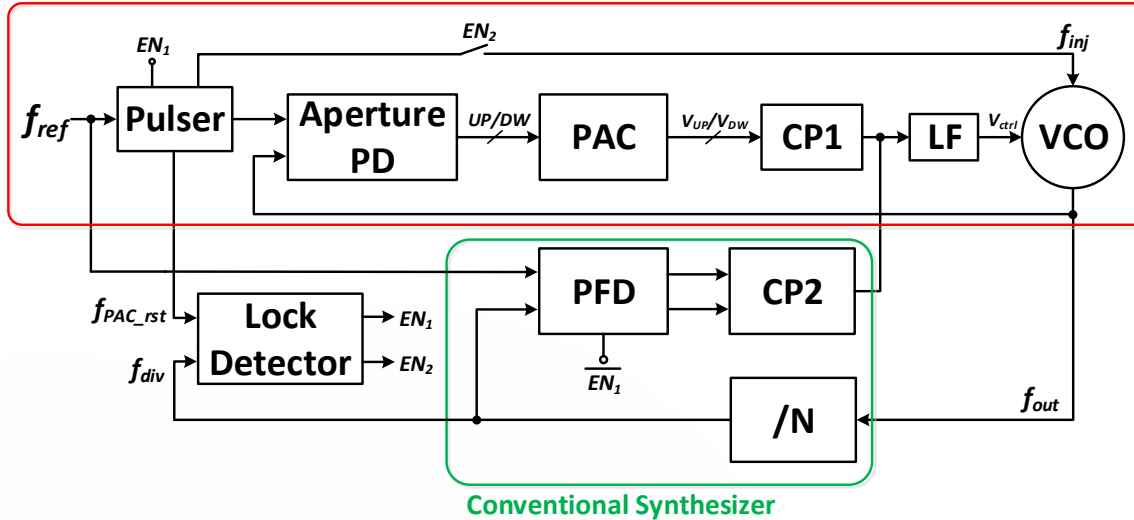 EN1
EN2
finj
fref
Pulser
Aperture
PD
UP/DW
PAC
VUP/VDW
CP1
LF
Vctrl
VCO
PFD
CP2
EN1
fPAC_rst
Lock
Detector
EN1
EN2
fdiv
/N
fout
Conventional Synthesizer